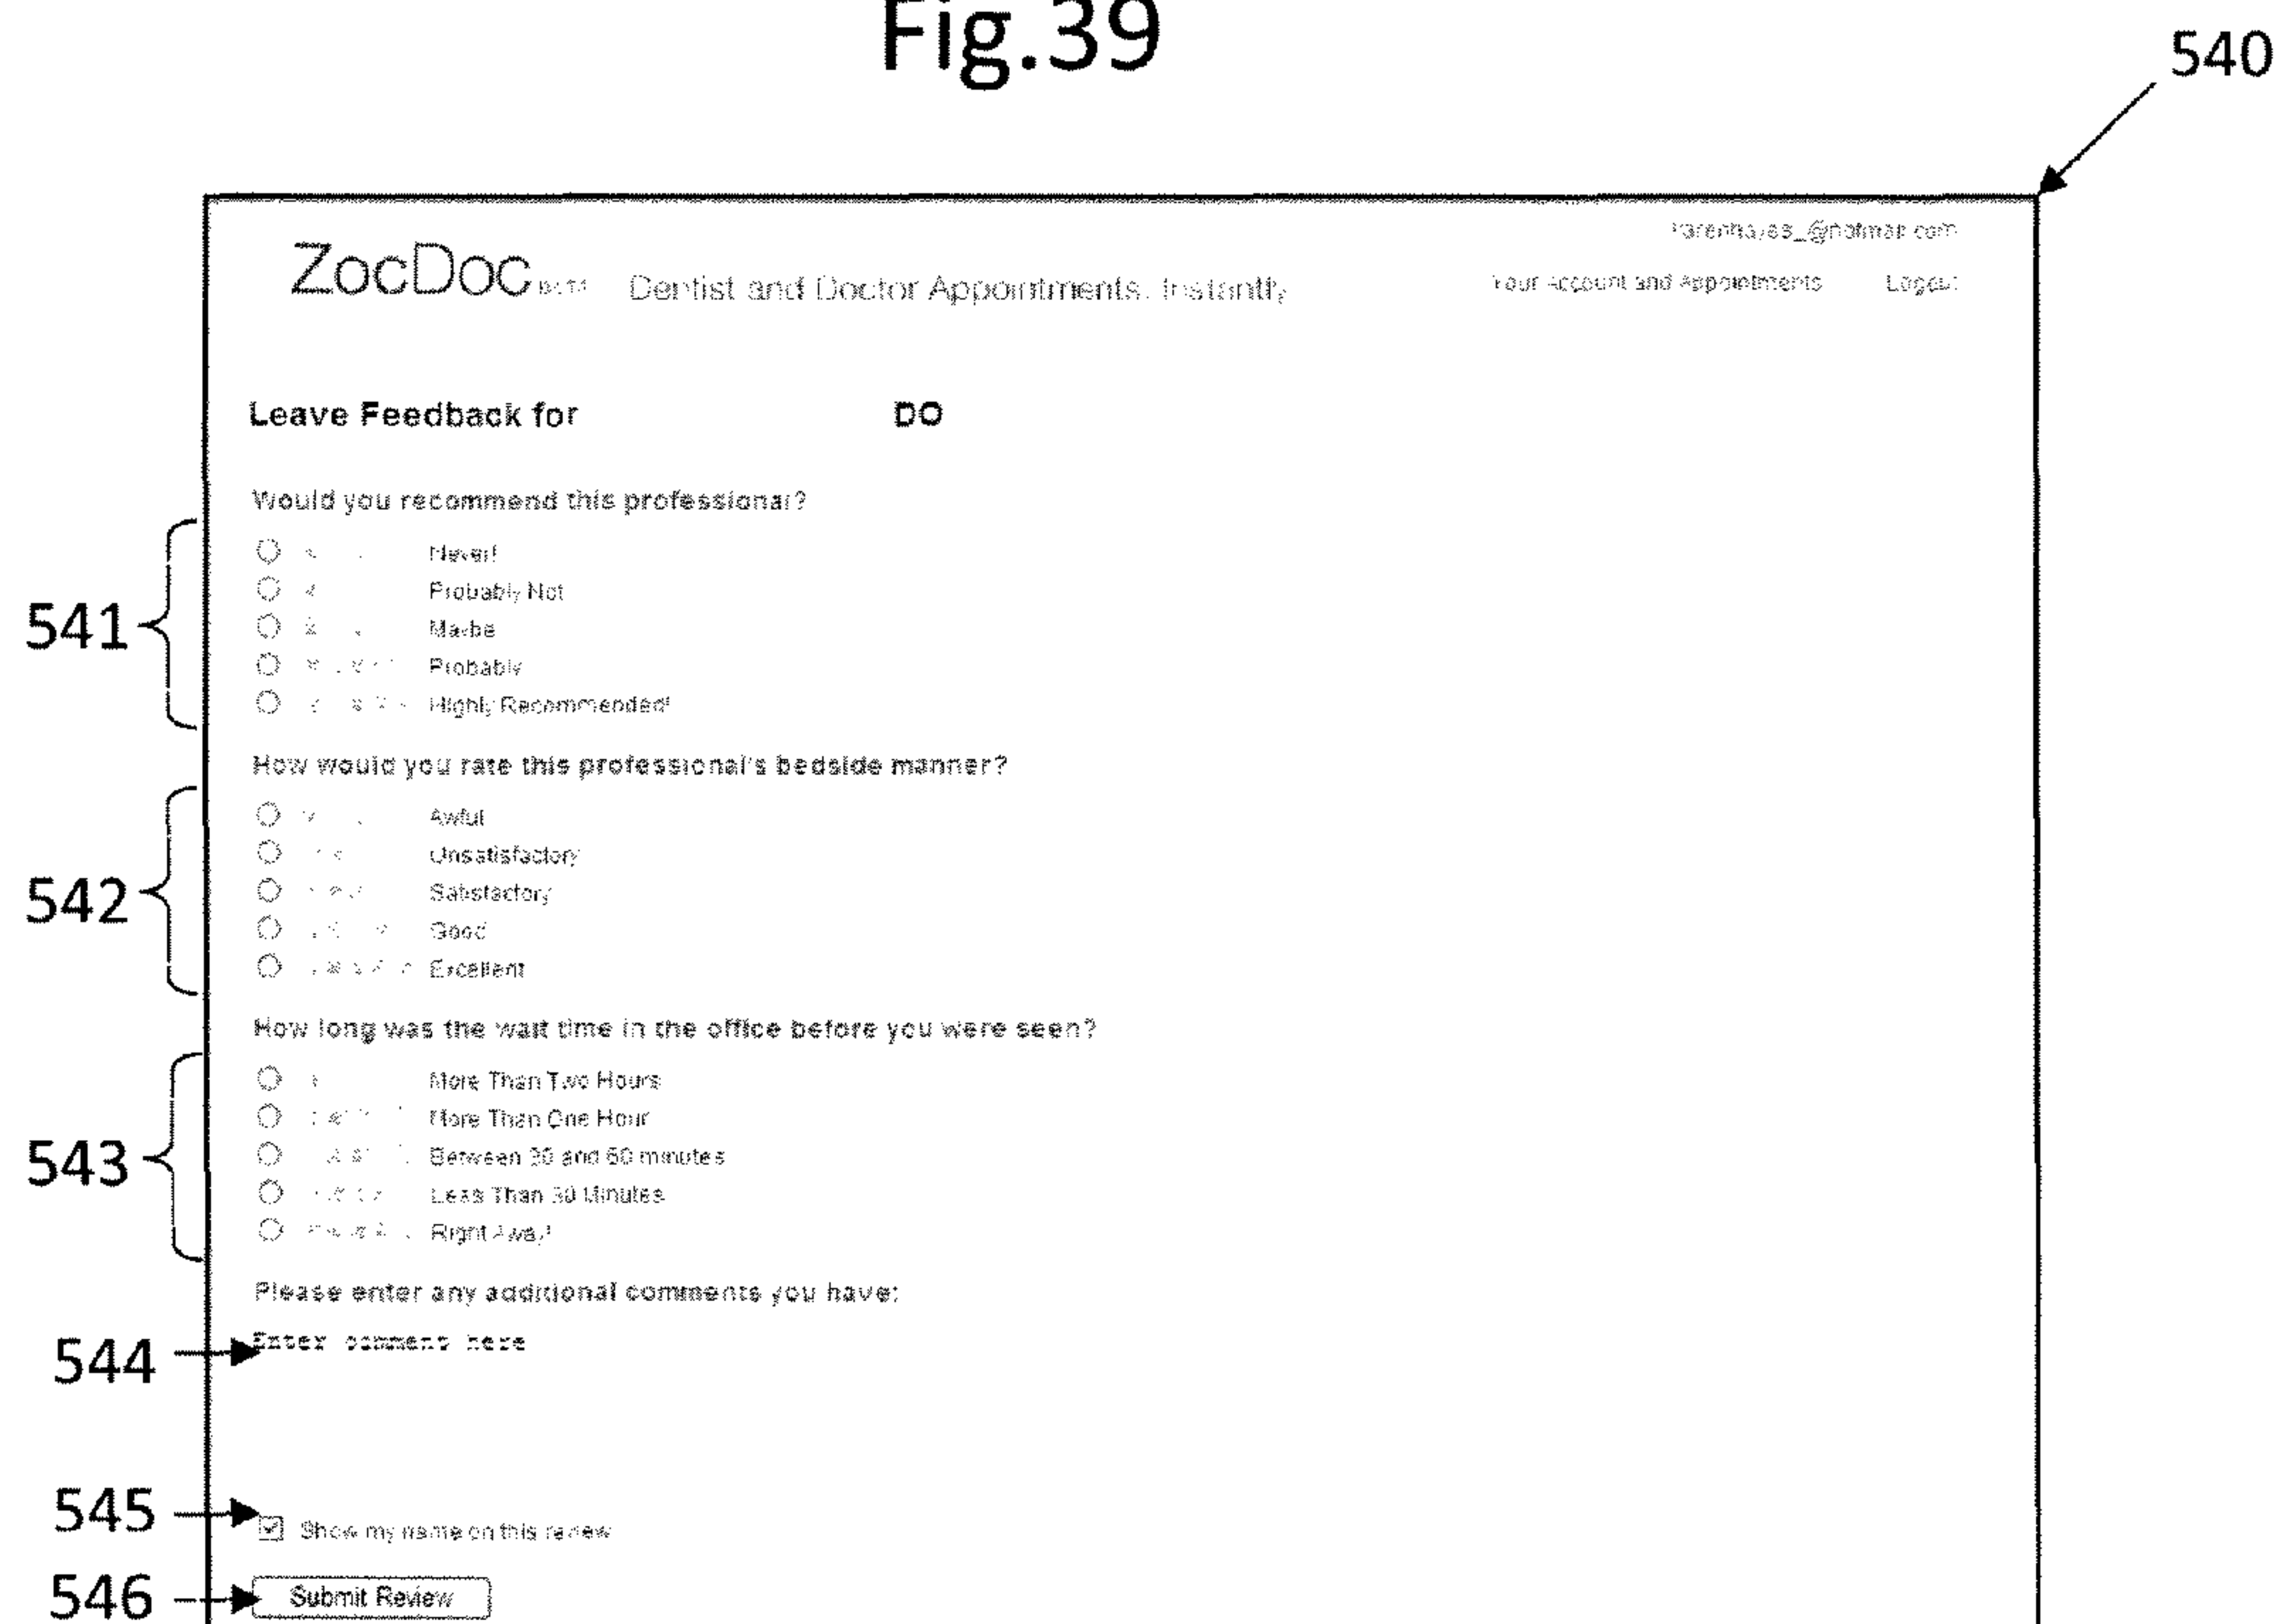 Fig.39
540
ZocDoc BETA Dentist and Doctor Appointments. Instantly
Your Account and Appointments Logout
Leave Feedback for DO
Would you recommend this professional?
541
Never!
Probably Not
Maybe
Probably
Highly Recommended!
How would you rate this professional's bedside manner?
542
Awful
Unsatisfactory
Satisfactory
Good
Excellent
How long was the wait time in the office before you were seen?
543
More Than Two Hours
More Than One Hour
Between 30 and 60 minutes
Less Than 30 Minutes
Right Away!
Please enter any additional comments you have:
544 Enter comment here
545 Show my name on this review
546 Submit Review